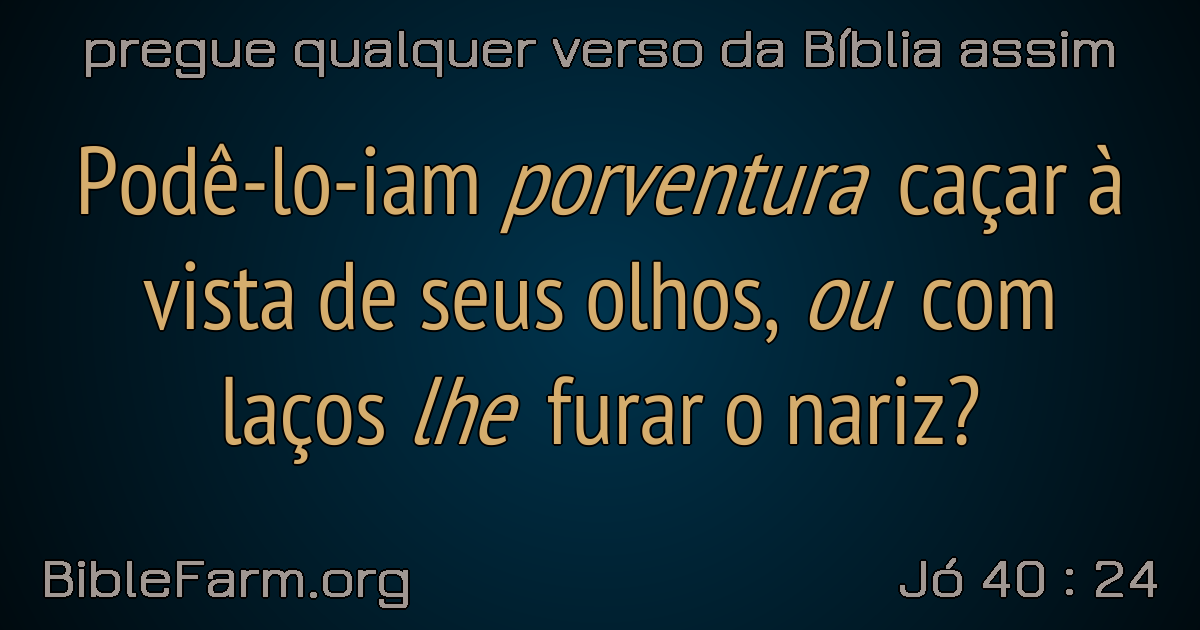 pregue qualquer verso da Bíblia assim
Podê-lo-iam porventura caçar à
vista de seus olhos, ou com
laços lhe furar o nariz?
BibleFarm.org
Jó 40 : 24